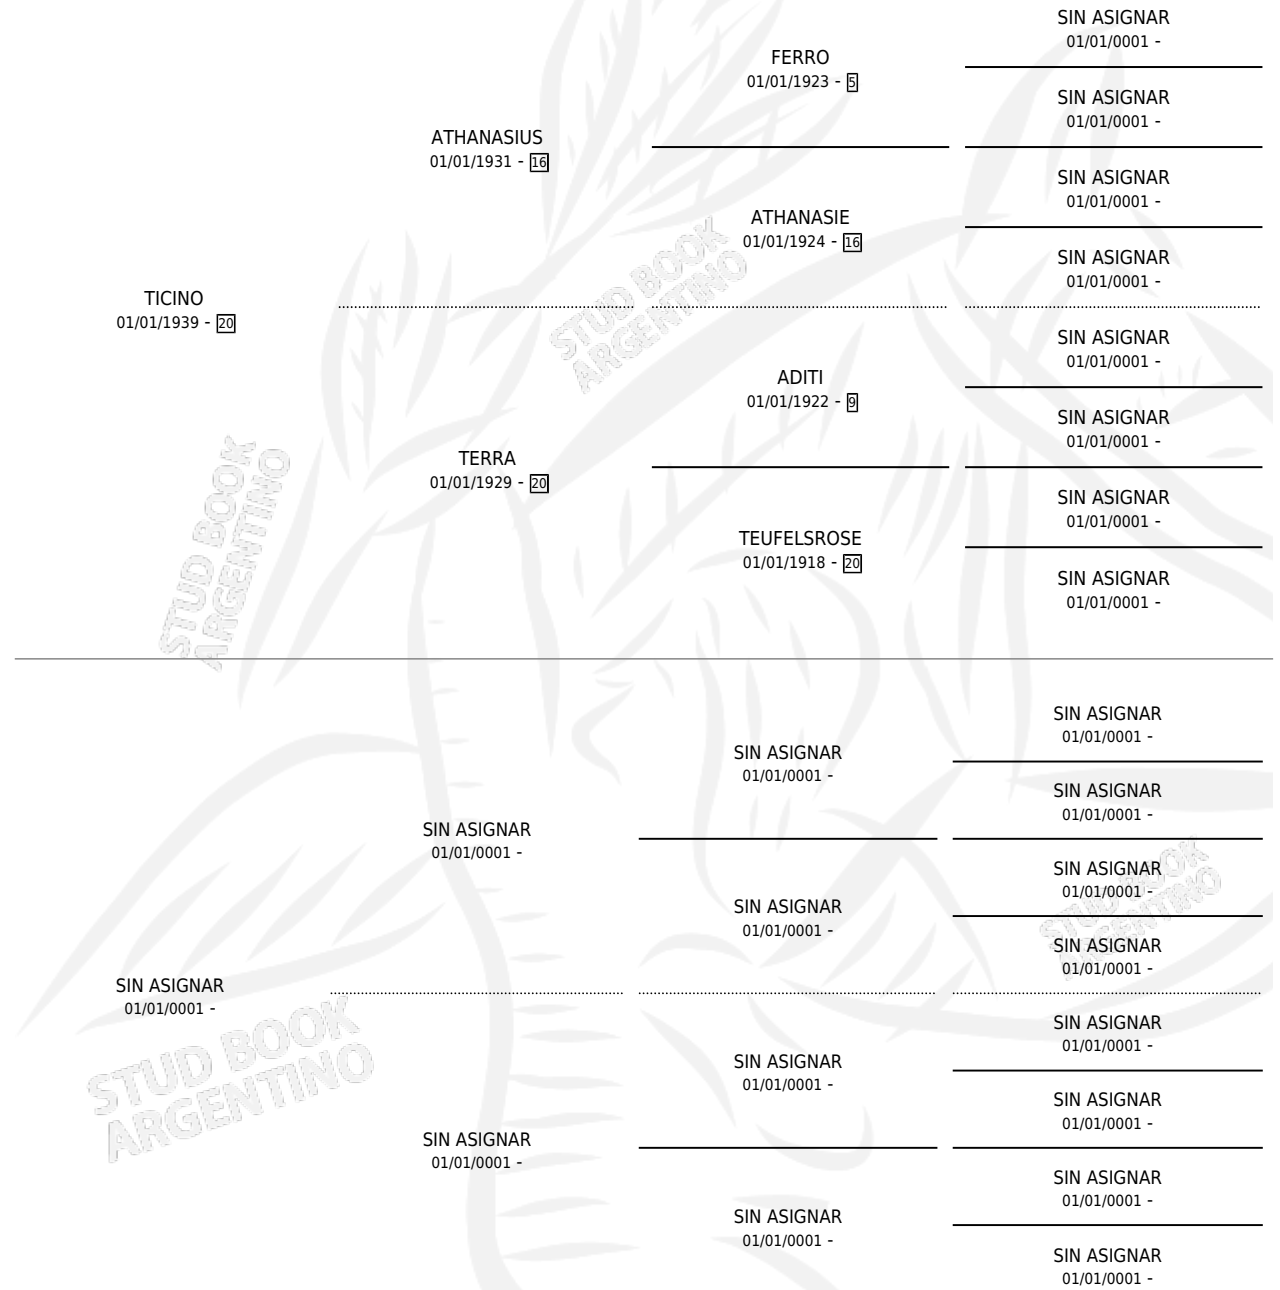 SIN ASIGNAR
01/01/0001 -
FERRO
01/01/1923 - 5
SIN ASIGNAR
01/01/0001 -
ATHANASIUS
01/01/1931 - 16
SIN ASIGNAR
01/01/0001 -
ATHANASIE
01/01/1924 - 16
SIN ASIGNAR
01/01/0001 -
TICINO
01/01/1939 - 20
SIN ASIGNAR
01/01/0001 -
ADITI
01/01/1922 - 9
SIN ASIGNAR
01/01/0001 -
TERRA
01/01/1929 - 20
SIN ASIGNAR
01/01/0001 -
TEUFELSROSE
01/01/1918 - 20
SIN ASIGNAR
01/01/0001 -
STUD BOOK
ARGENTINO
STUD BOOK
ARGENTINO
SIN ASIGNAR
01/01/0001 -
SIN ASIGNAR
01/01/0001 -
SIN ASIGNAR
01/01/0001 -
SIN ASIGNAR
01/01/0001 -
SIN ASIGNAR
01/01/0001 -
SIN ASIGNAR
01/01/0001 -
SIN ASIGNAR
01/01/0001 -
SIN ASIGNAR
01/01/0001 -
SIN ASIGNAR
01/01/0001 -
SIN ASIGNAR
01/01/0001 -
SIN ASIGNAR
01/01/0001 -
SIN ASIGNAR
01/01/0001 -
SIN ASIGNAR
01/01/0001 -
SIN ASIGNAR
01/01/0001 -
SIN ASIGNAR
01/01/0001 -
STUD BOOK
ARGENTINO
STUD BOOK
ARGENTINO